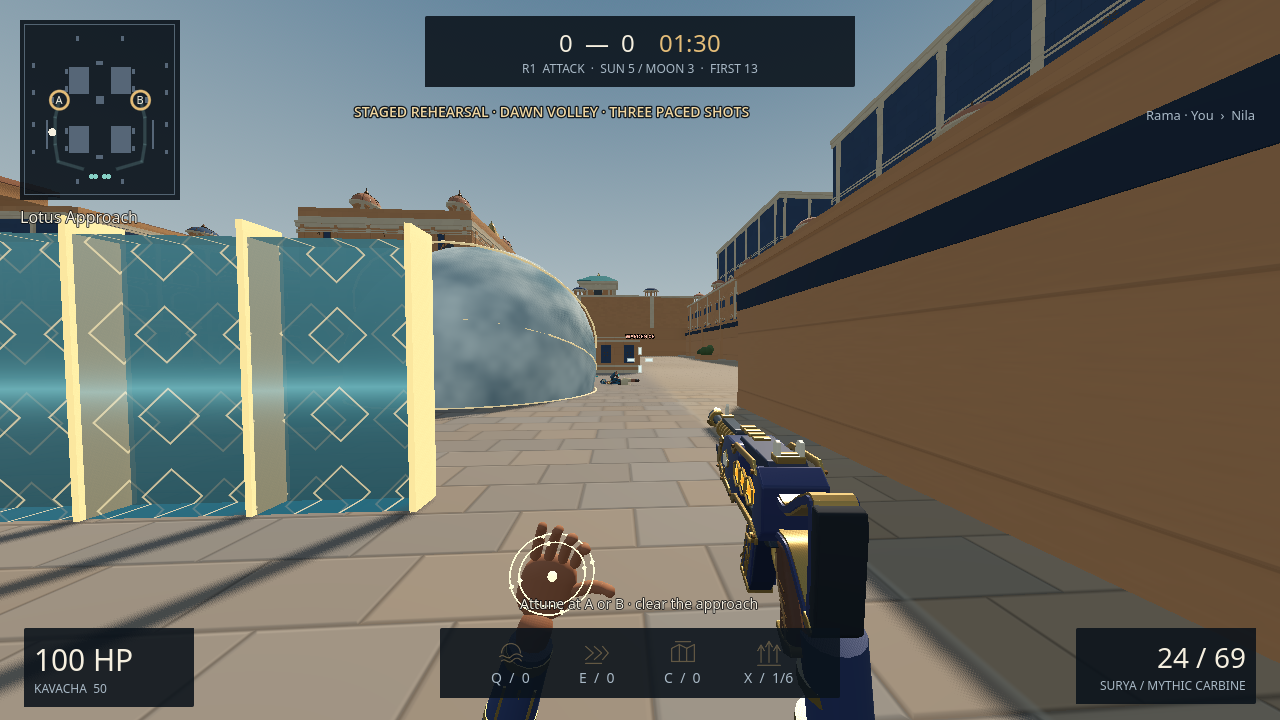 0 — 0 01:30
R1 ATTACK · SUN 5 / MOON 3 · FIRST 13
STAGED REHEARSAL · DAWN VOLLEY · THREE PACED SHOTS
Rama · You › Nila
A
B
Lotus Approach
Attune at A or B · clear the approach
100 HP
KAVACHA 50
Q / 0
E / 0
C / 0
X / 1/6
24 / 69
SURYA / MYTHIC CARBINE